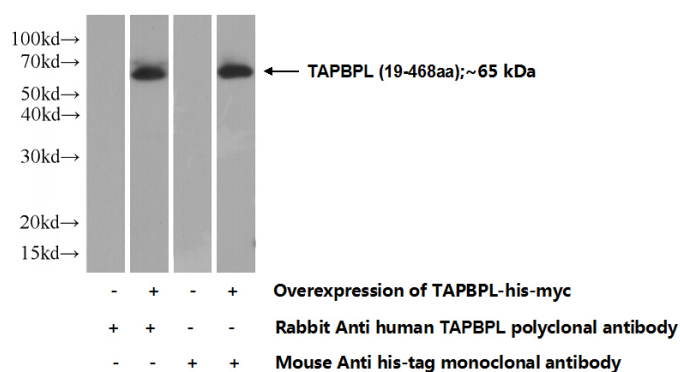 100kd→
70kd→
TAPBPL (19-468aa);~65 kDa
50kd→
40kd→
30kd→
20kd→
15kd→
- + - + Overexpression of TAPBPL-his-myc
+ + - - Rabbit Anti human TAPBPL polyclonal antibody
- - + + Mouse Anti his-tag monoclonal antibody